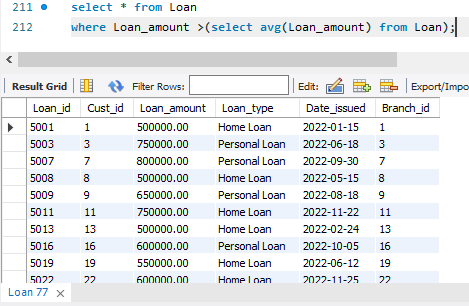 211 select * from Loan
212 where Loan_amount >(select avg(Loan_amount) from Loan);
Result Grid Filter Rows: Edit: Export/Impo
Loan_id Cust_id Loan_amount Loan_type Date_issued Branch_id
5001 1 500000.00 Home Loan 2022-01-15 1
5003 3 750000.00 Personal Loan 2022-06-18 3
5007 7 800000.00 Personal Loan 2022-09-30 7
5008 8 500000.00 Home Loan 2022-05-15 8
5009 9 650000.00 Personal Loan 2022-08-18 9
5011 11 750000.00 Home Loan 2022-11-22 11
5013 13 500000.00 Home Loan 2022-02-24 13
5016 16 600000.00 Personal Loan 2022-10-05 16
5019 19 550000.00 Home Loan 2022-06-12 19
5022 22 600000.00 Home Loan 2022-11-25 22
Loan 77